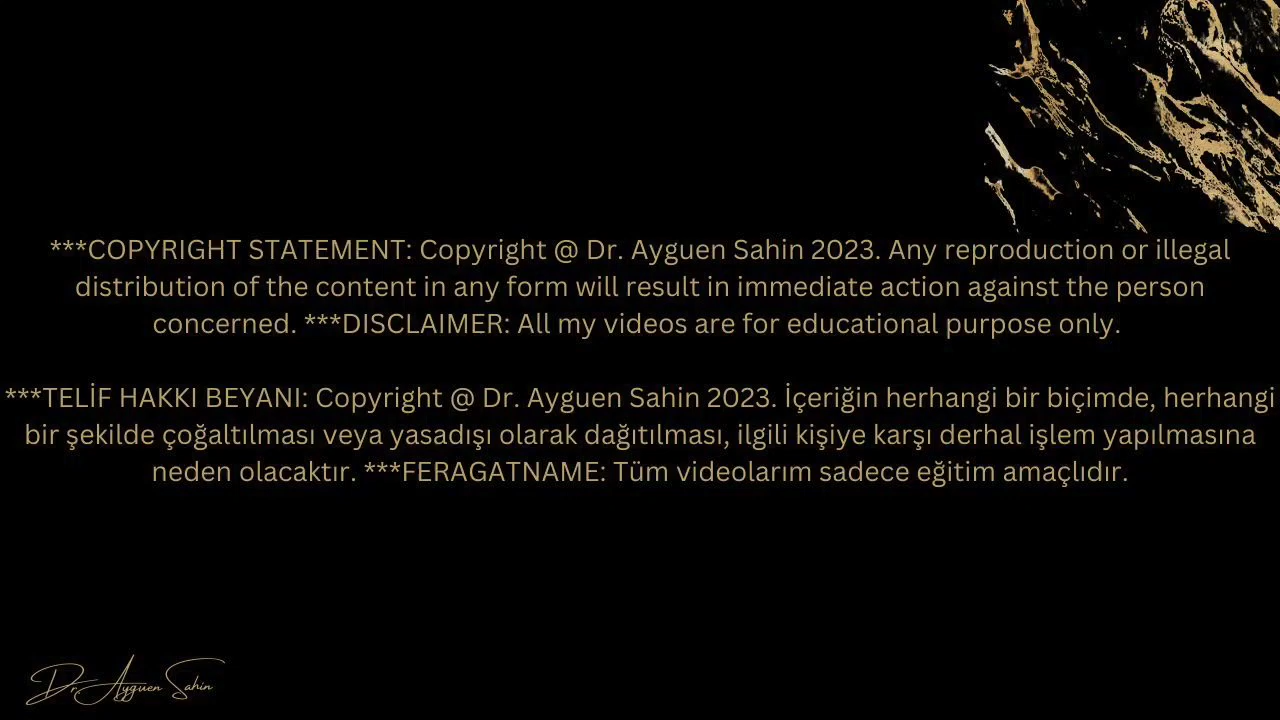 ***COPYRIGHT STATEMENT: Copyright @ Dr. Ayguen Sahin 2023. Any reproduction or illegal
distribution of the content in any form will result in immediate action against the person
concerned. ***DISCLAIMER: All my videos are for educational purpose only.
***TELİF HAKKI BEYANI: Copyright @ Dr. Ayguen Sahin 2023. İçeriğin herhangi bir biçimde, herhangi
bir şekilde çoğaltılması veya yasadışı olarak dağıtılması, ilgili kişiye karşı derhal işlem yapılmasına
neden olacaktır. ***FERAGATNAME: Tüm videolarım sadece eğitim amaçlıdır.
Dr Ayguen Sahin